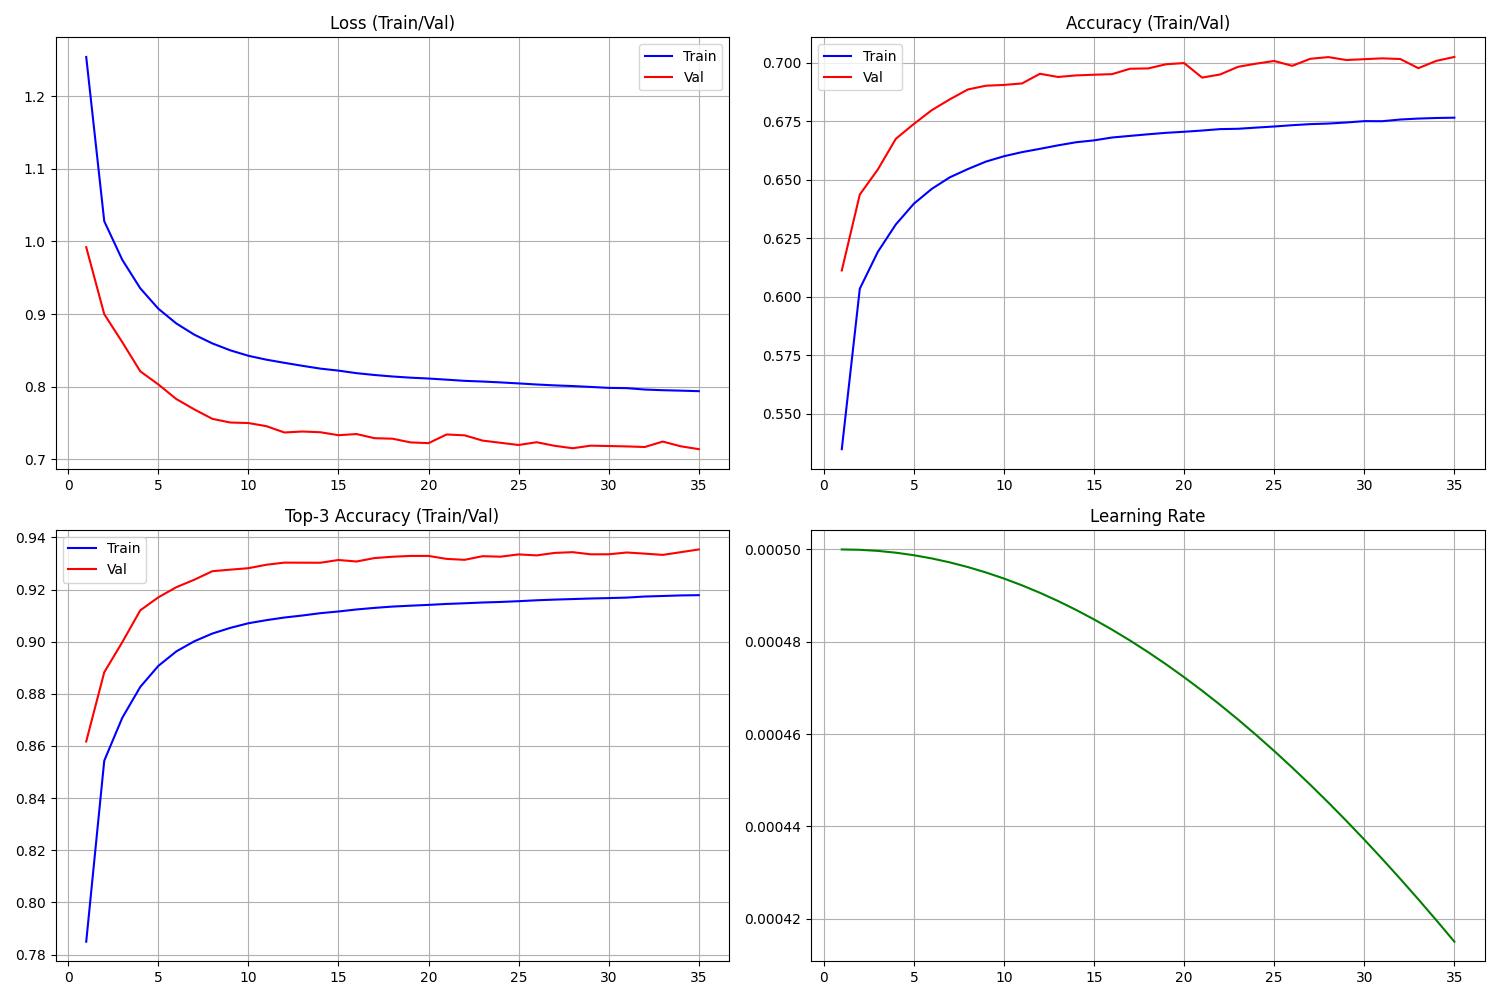 Loss (Train/Val)
Train
Val
1.2
1.1
1.0
0.9
0.8
0.7
0 5 10 15 20 25 30 35
Accuracy (Train/Val)
Train
Val
0.700
0.675
0.650
0.625
0.600
0.575
0.550
0 5 10 15 20 25 30 35
Top-3 Accuracy (Train/Val)
Train
Val
0.94
0.92
0.90
0.88
0.86
0.84
0.82
0.80
0.78
0 5 10 15 20 25 30 35
Learning Rate
0.00050
0.00048
0.00046
0.00044
0.00042
0 5 10 15 20 25 30 35